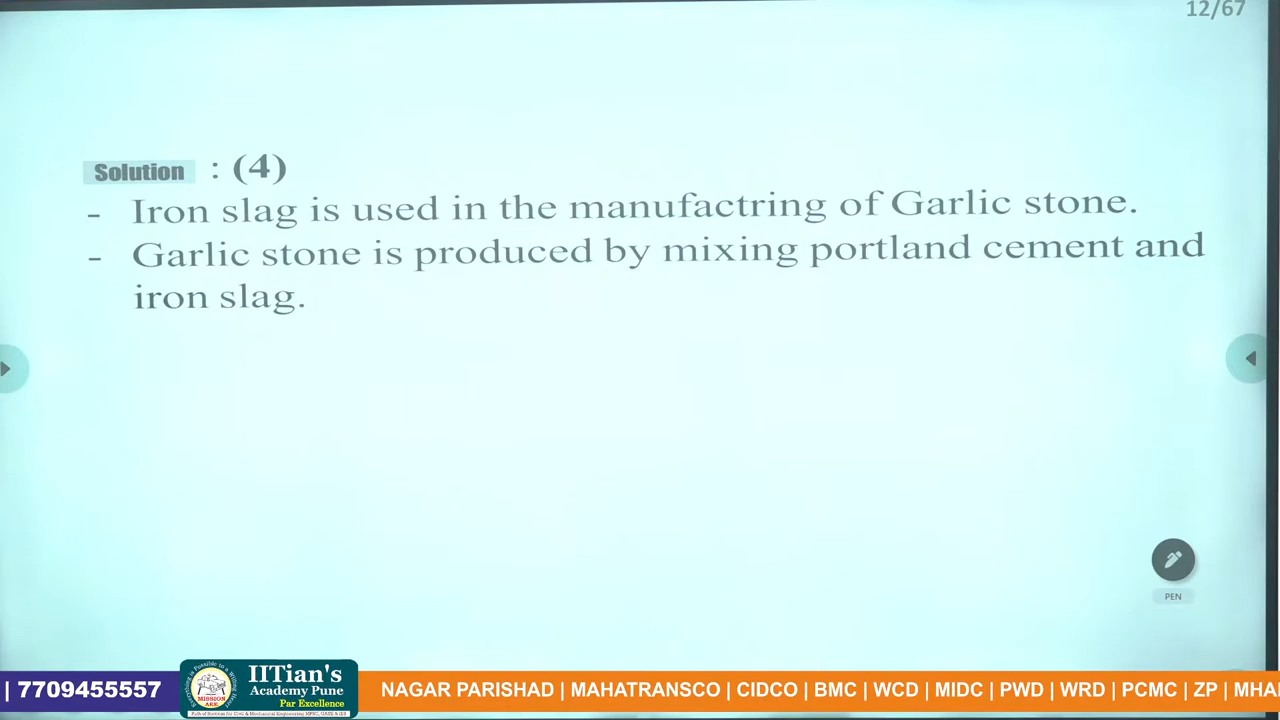 12/67
Solution : (4)
- Iron slag is used in the manufactring of Garlic stone.
- Garlic stone is produced by mixing portland cement and
iron slag.
PEN
| 7709455557
IITian's
Academy Pune
Par Excellence
MISSION
NAGAR PARISHAD | MAHATRANSCO | CIDCO | BMC | WCD | MIDC | PWD | WRD | PCMC | ZP | MHA